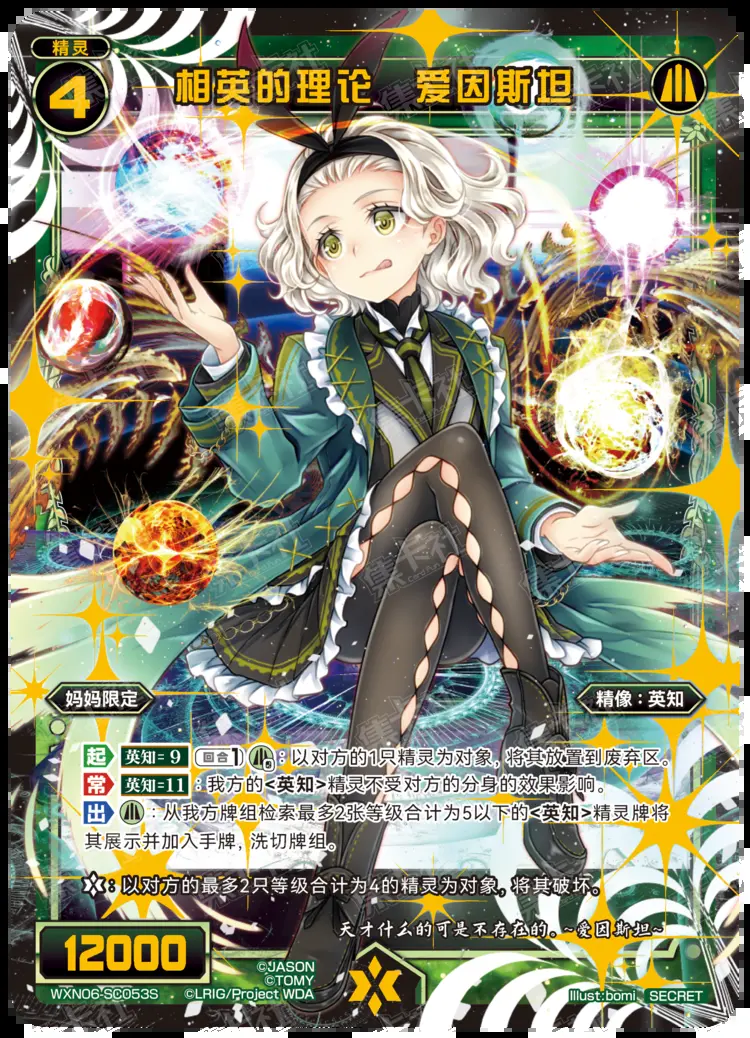 精灵
4
相英的理论 爱因斯坦
妈妈限定
精像：英知
起 英知=9 回合1 ：以对方的1只精灵为对象，将其放置到废弃区。
常 英知=11：我方的<英知>精灵不受对方的分身的效果影响。
出 ：从我方牌组检索最多2张等级合计为5以下的<英知>精灵牌将
其展示并加入手牌，洗切牌组。
：以对方的最多2只等级合计为4的精灵为对象，将其破坏。
天才什么的可是不存在的。~爱因斯坦~
12000
©JASON
©TOMY
WXN06-SC053S ©LRIG/Project WDA
Illust:bomi SECRET
集卡社